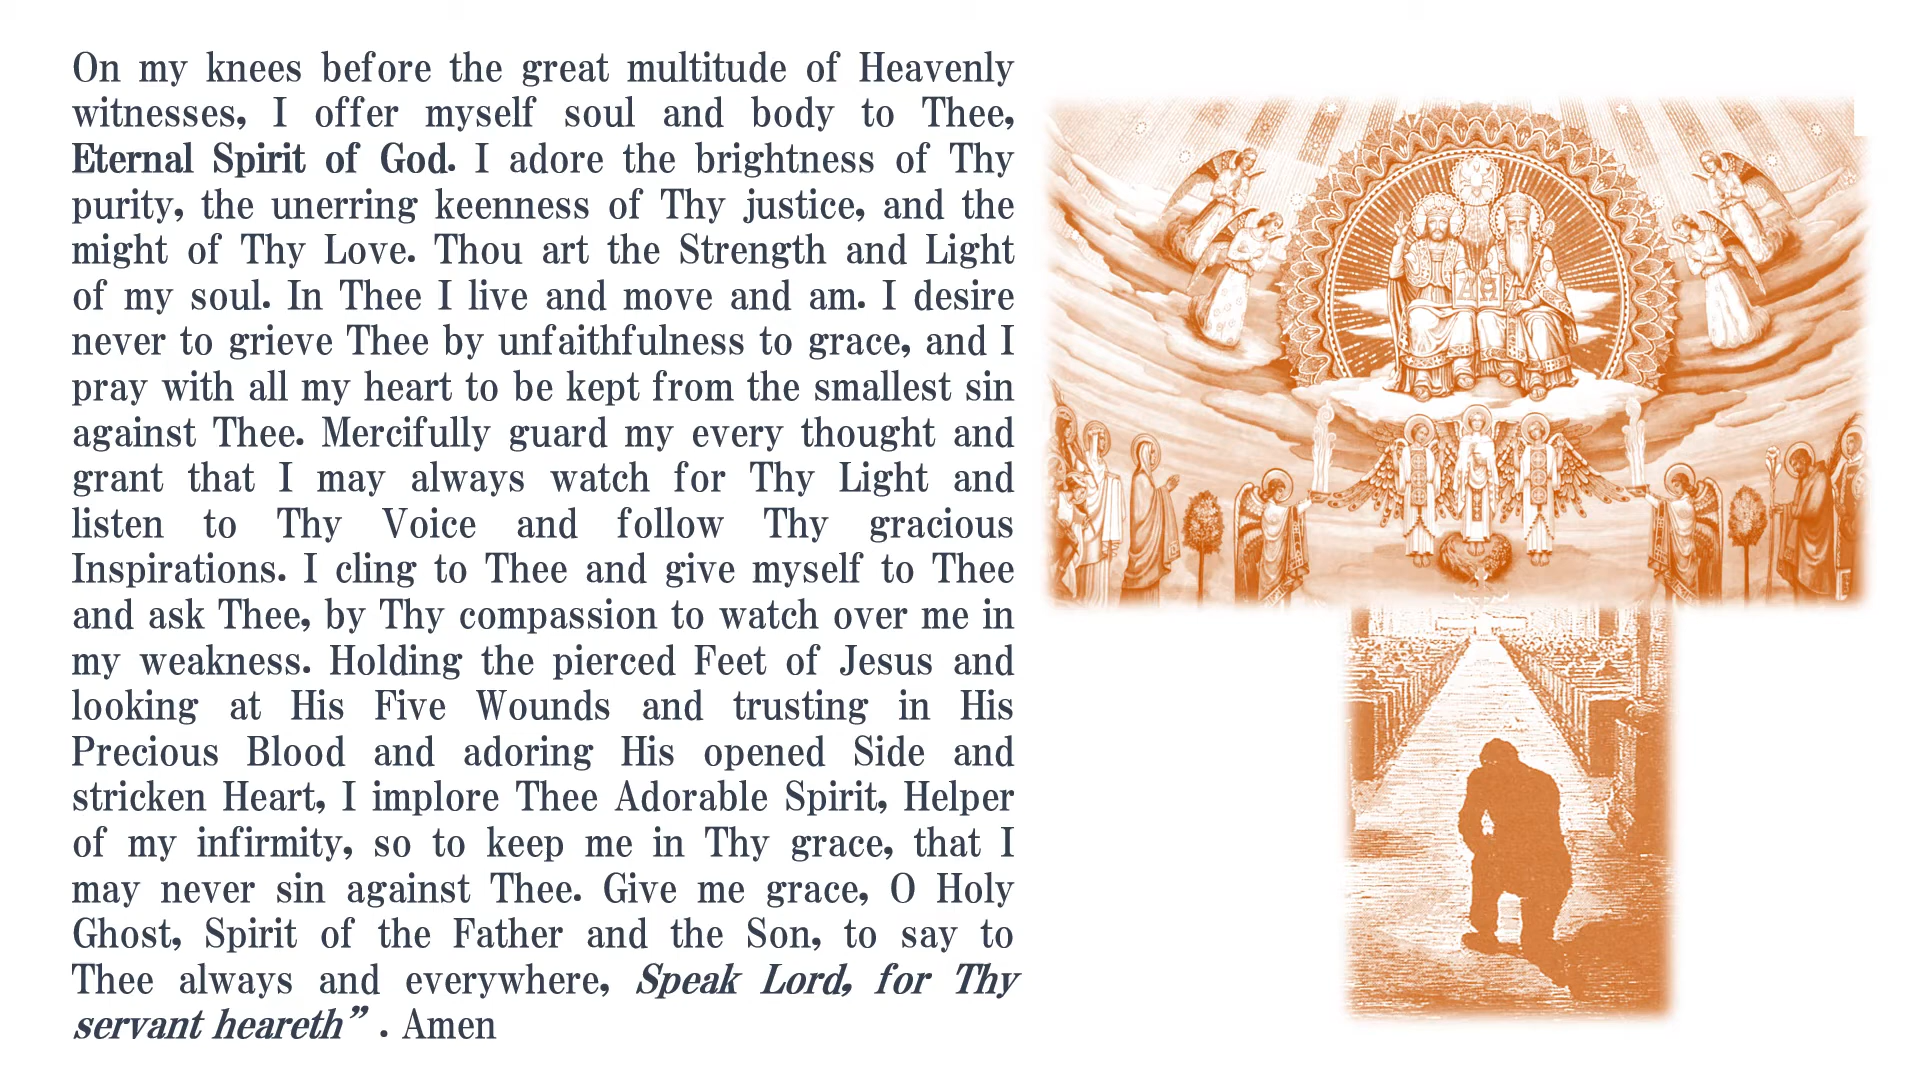 On my knees before the great multitude of Heavenly
witnesses, I offer myself soul and body to Thee,
Eternal Spirit of God. I adore the brightness of Thy
purity, the unerring keenness of Thy justice, and the
might of Thy Love. Thou art the Strength and Light
of my soul. In Thee I live and move and am. I desire
never to grieve Thee by unfaithfulness to grace, and I
pray with all my heart to be kept from the smallest sin
against Thee. Mercifully guard my every thought and
grant that I may always watch for Thy Light and
listen to Thy Voice and follow Thy gracious
Inspirations. I cling to Thee and give myself to Thee
and ask Thee, by Thy compassion to watch over me in
my weakness. Holding the pierced Feet of Jesus and
looking at His Five Wounds and trusting in His
Precious Blood and adoring His opened Side and
stricken Heart, I implore Thee Adorable Spirit, Helper
of my infirmity, so to keep me in Thy grace, that I
may never sin against Thee. Give me grace, O Holy
Ghost, Spirit of the Father and the Son, to say to
Thee always and everywhere, Speak Lord, for Thy
servant heareth” . Amen